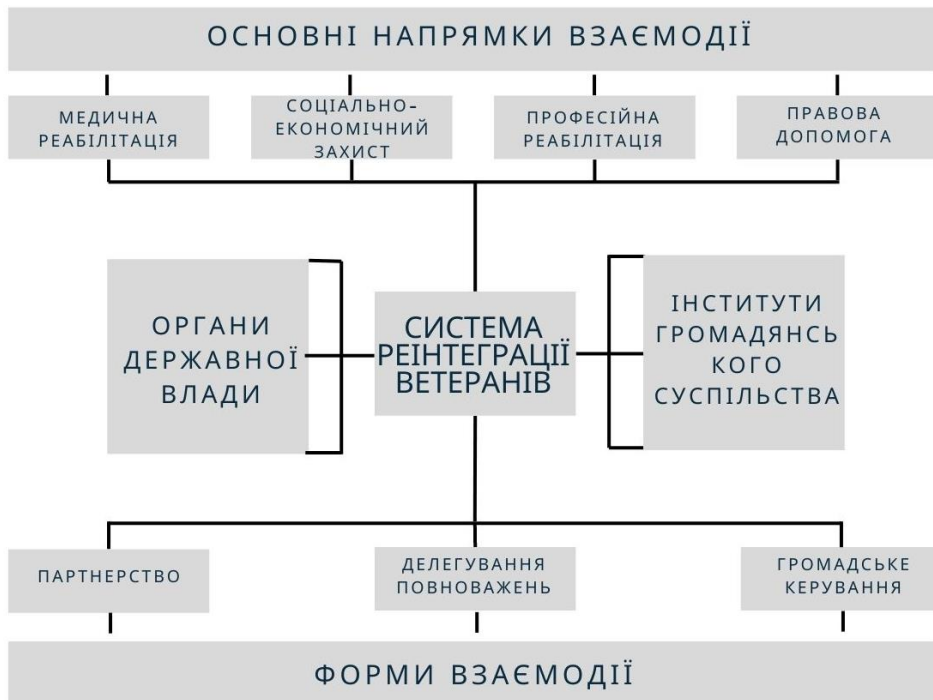 ОСНОВНІ НАПРЯМКИ ВЗАЄМОДІЇ
МЕДИЧНА
РЕАБІЛІТАЦІЯ
СОЦІАЛЬНО-
ЕКОНОМІЧНИЙ
ЗАХИСТ
ПРОФЕСІЙНА
РЕАБІЛІТАЦІЯ
ПРАВОВА
ДОПОМОГА
ОРГАНИ
ДЕРЖАВНОЇ
ВЛАДИ
СИСТЕМА
РЕІНТЕГРАЦІЇ
ВЕТЕРАНІВ
ІНСТИТУТИ
ГРОМАДЯНСЬ
КОГО
СУСПІЛЬСТВА
ПАРТНЕРСТВО
ДЕЛЕГУВАННЯ
ПОВНОВАЖЕНЬ
ГРОМАДСЬКЕ
КЕРУВАННЯ
ФОРМИ ВЗАЄМОДІЇ